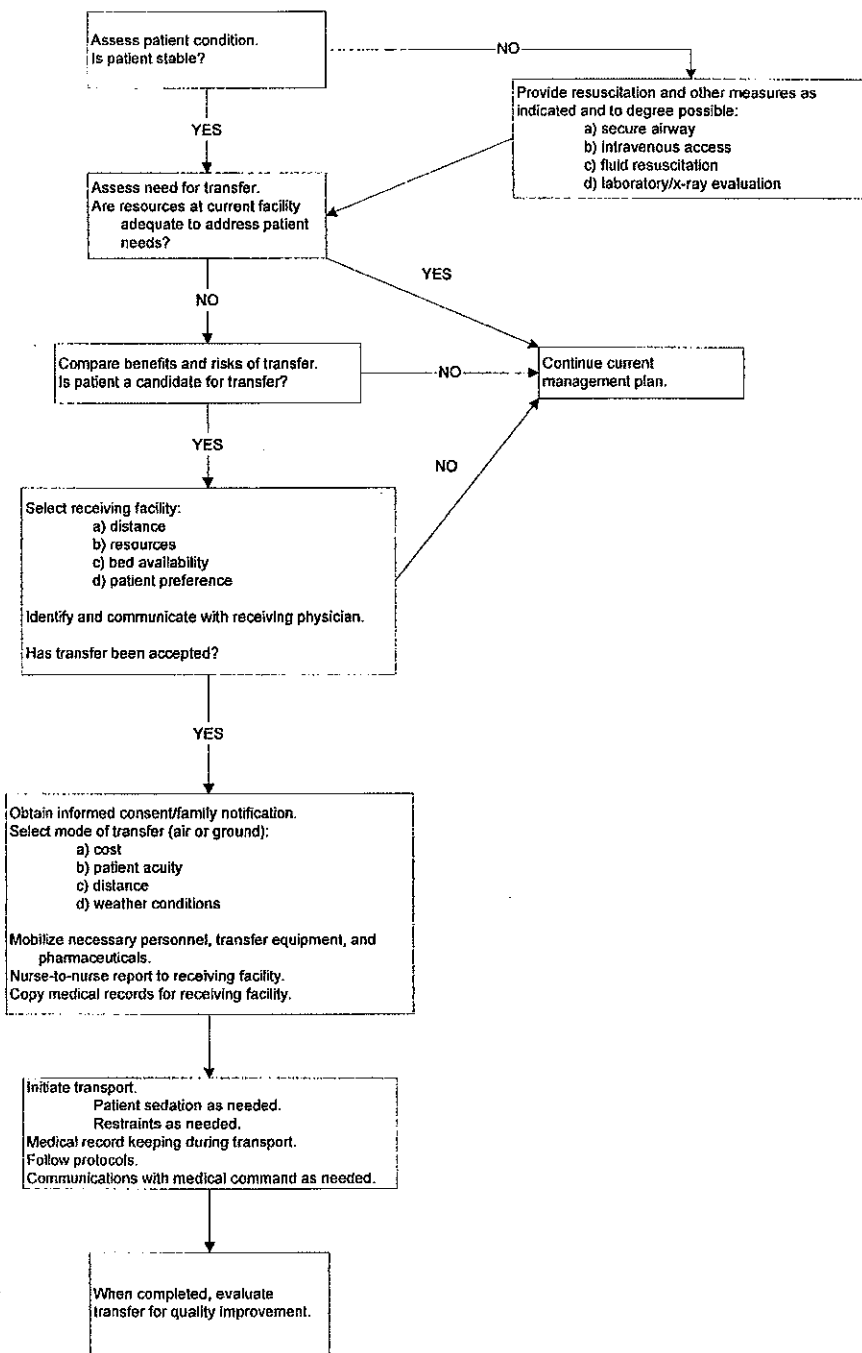 Assess patient condition.
Is patient stable?
NO
Provide resuscitation and other measures as
indicated and to degree possible:
a) secure airway
b) intravenous access
c) fluid resuscitation
d) laboratory/x-ray evaluation
YES
Assess need for transfer.
Are resources at current facility
adequate to address patient
needs?
YES
NO
Compare benefits and risks of transfer.
Is patient a candidate for transfer?
NO
Continue current
management plan.
YES
NO
Select receiving facility:
a) distance
b) resources
c) bed availability
d) patient preference
Identify and communicate with receiving physician.
Has transfer been accepted?
YES
Obtain informed consent/family notification.
Select mode of transfer (air or ground):
a) cost
b) patient acuity
c) distance
d) weather conditions
Mobilize necessary personnel, transfer equipment, and
pharmaceuticals.
Nurse-to-nurse report to receiving facility.
Copy medical records for receiving facility.
Initiate transport.
Patient sedation as needed.
Restraints as needed.
Medical record keeping during transport.
Follow protocols.
Communications with medical command as needed.
When completed, evaluate
transfer for quality improvement.